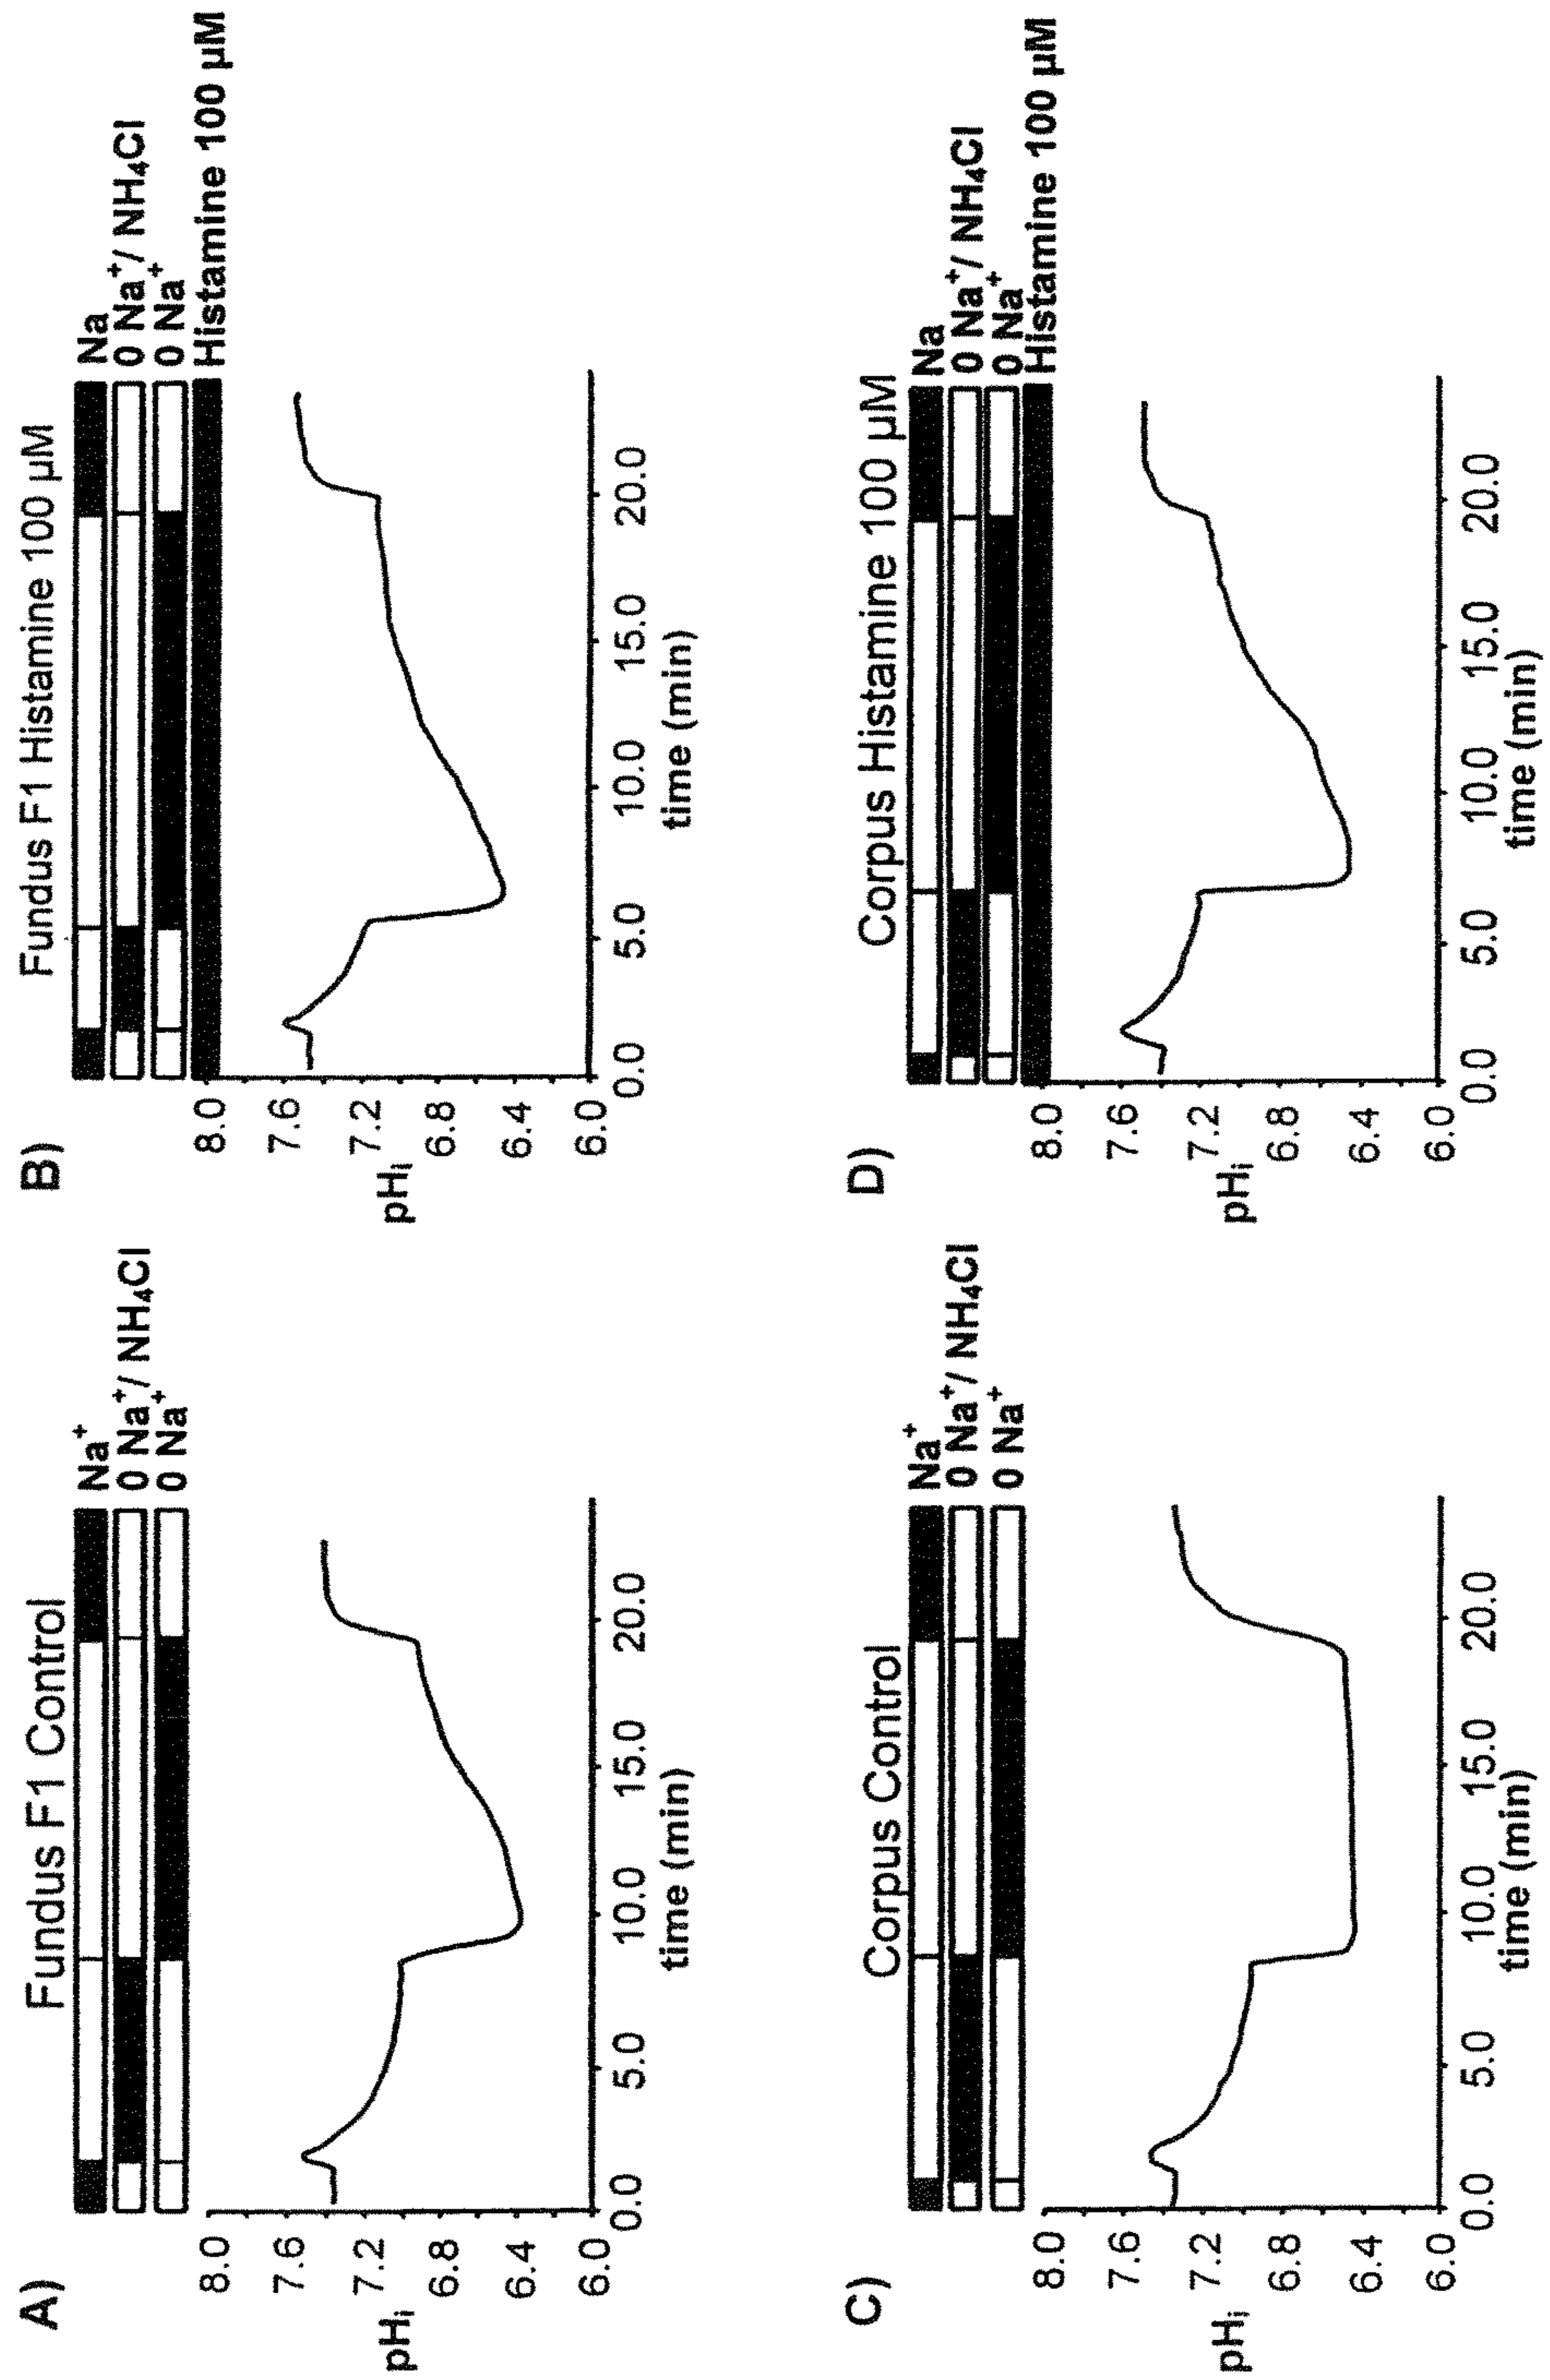 A)
Fundus F1 Control
Na⁺
0 Na⁺/ NH₄Cl
0 Na⁺
8.0
7.6
7.2
6.8
6.4
6.0
pHᵢ
0.0 5.0 10.0 15.0 20.0
time (min)
B)
Fundus F1 Histamine 100 µM
Na
0 Na⁺/ NH₄Cl
0 Na⁺
Histamine 100 µM
8.0
7.6
7.2
6.8
6.4
6.0
pHᵢ
0.0 5.0 10.0 15.0 20.0
time (min)
C)
Corpus Control
Na⁺
0 Na⁺/ NH₄Cl
0 Na⁺
8.0
7.6
7.2
6.8
6.4
6.0
pHᵢ
0.0 5.0 10.0 15.0 20.0
time (min)
D)
Corpus Histamine 100 µM
Na
0 Na⁺/ NH₄Cl
0 Na⁺
Histamine 100 µM
8.0
7.6
7.2
6.8
6.4
6.0
pHᵢ
0.0 5.0 10.0 15.0 20.0
time (min)